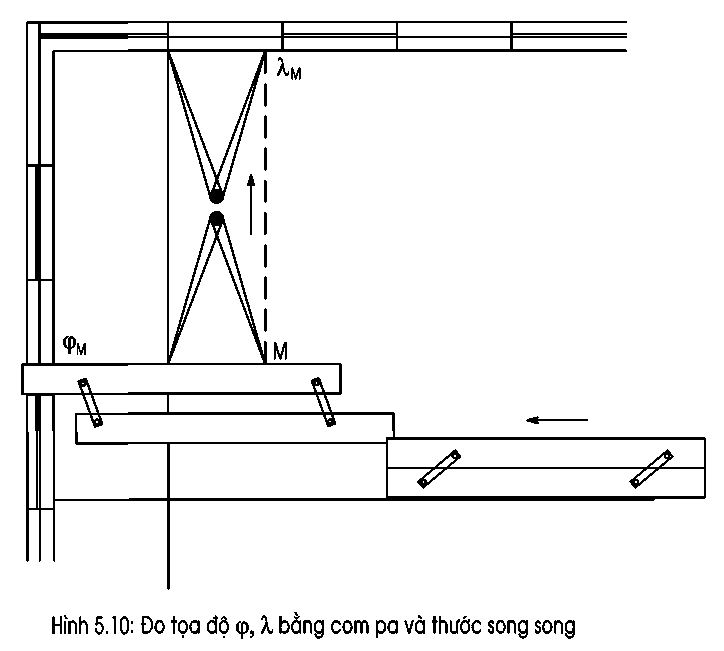 λM
φM
M
Hình 5.10: Đo tọa độ φ, λ bằng com pa và thước song song